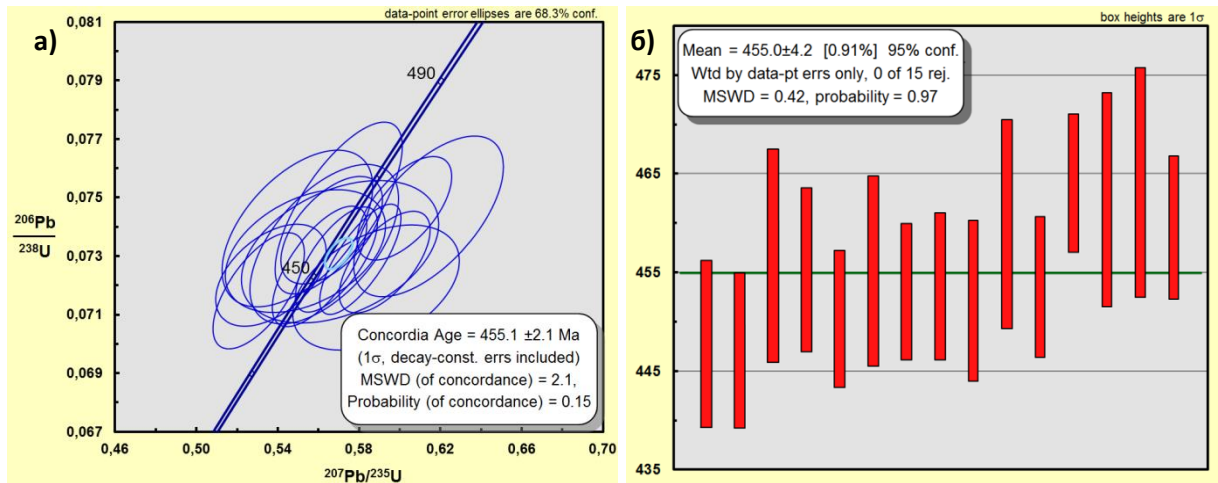 а)
data-point error ellipses are 68.3% conf.
0,081
0,079
0,077
0,075
0,073
0,071
0,069
0,067
206Pb
238U
490
450
Concordia Age = 455.1 ±2.1 Ma
(1σ, decay-const. errs included)
MSWD (of concordance) = 2.1,
Probability (of concordance) = 0.15
0,46 0,50 0,54 0,58 0,62 0,66 0,70
207Pb/235U
б)
box heights are 1σ
Mean = 455.0±4.2 [0.91%] 95% conf.
Wtd by data-pt errs only, 0 of 15 rej.
MSWD = 0.42, probability = 0.97
475
465
455
445
435